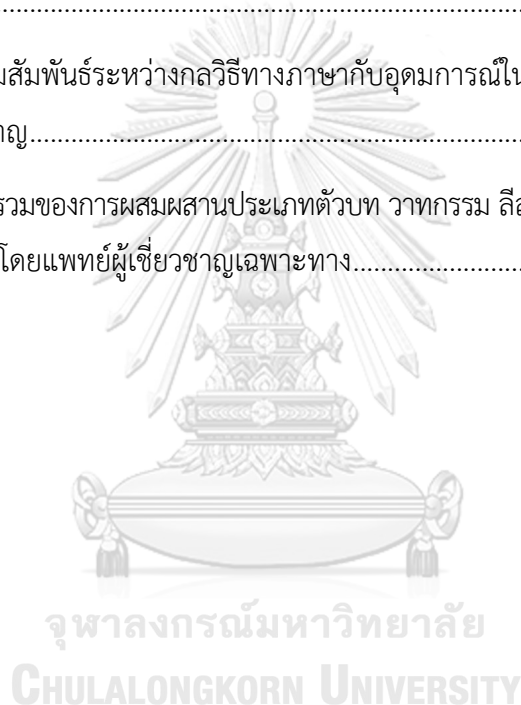 ................................................................................
มสัมพันธ์ระหว่างกลวิธีทางภาษากับอุดมการณ์ใน
าญ................................................................................
รวมของการผสมผสานประเภทตัวบท วาทกรรม
โดยแพทย์ผู้เชี่ยวชาญเฉพาะทาง........................
จุฬาลงกรณ์มหาวิทยาลัย
CHULALONGKORN UNIVERSITY